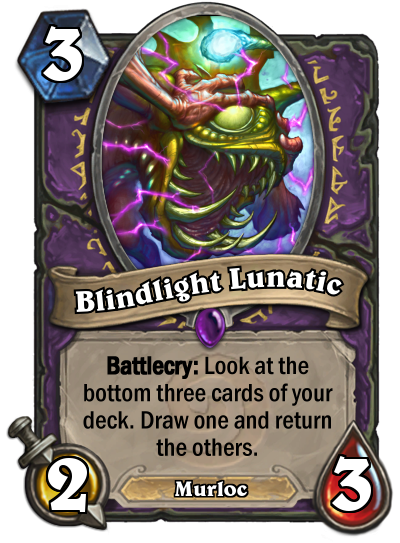 3
Blindlight Lunatic
Battlecry: Look at the
bottom three cards of your
deck. Draw one and return
the others.
2
Murloc
3